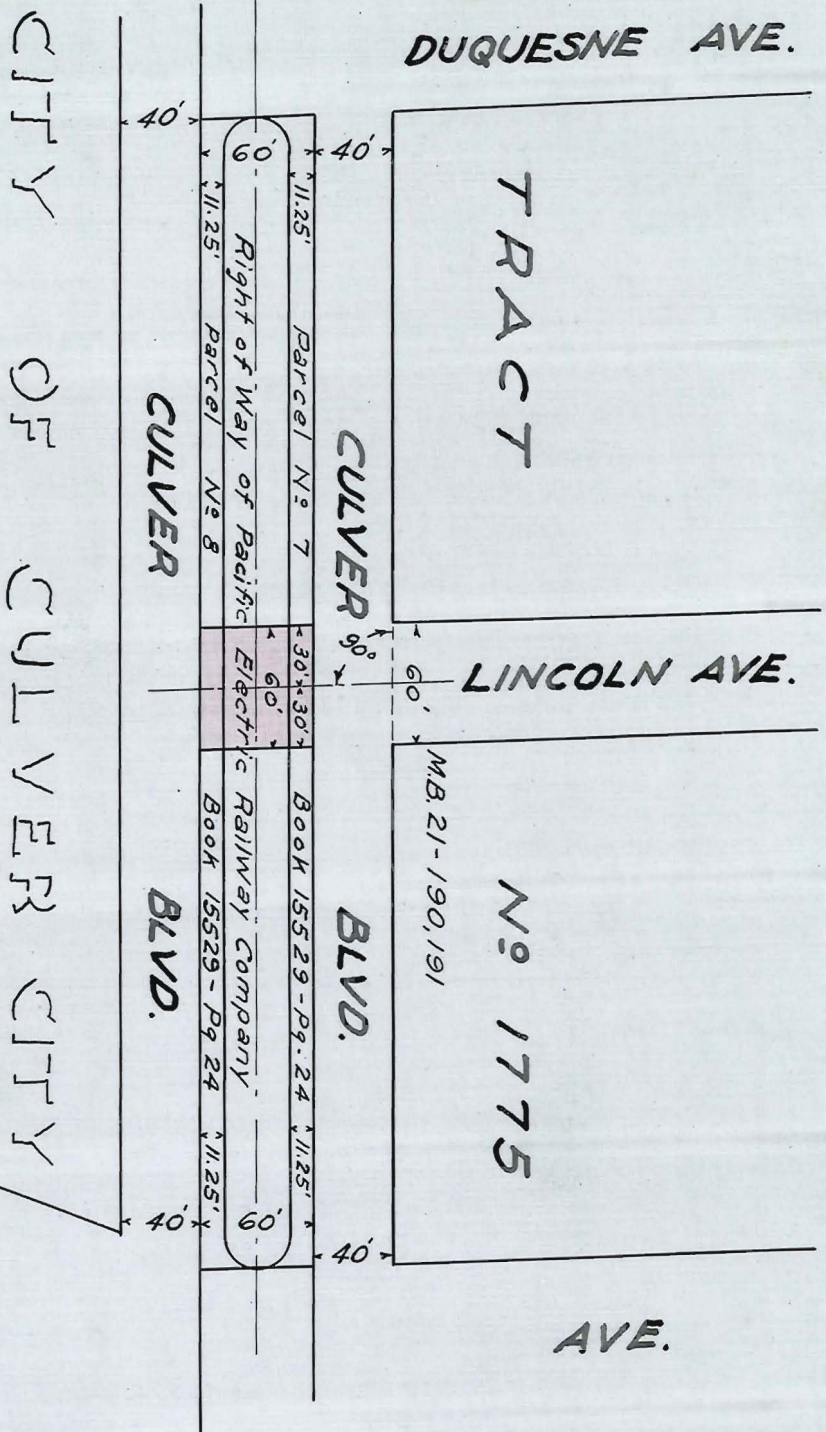 DUQUESNE AVE.
TRACT Nº 1775
M.B. 21-190,191
LINCOLN AVE.
60'
90°
AVE.
40'
40'
CULVER BLVD.
11.25'
Parcel Nº 7
30' 30'
Book 15529 - Pg. 24
11.25'
60'
Right of Way of Pacific Electric Railway Company
60'
60'
11.25'
Parcel Nº 8
Book 15529 - Pg 24
11.25'
40'
CULVER BLVD.
40'
CITY OF CULVER CITY